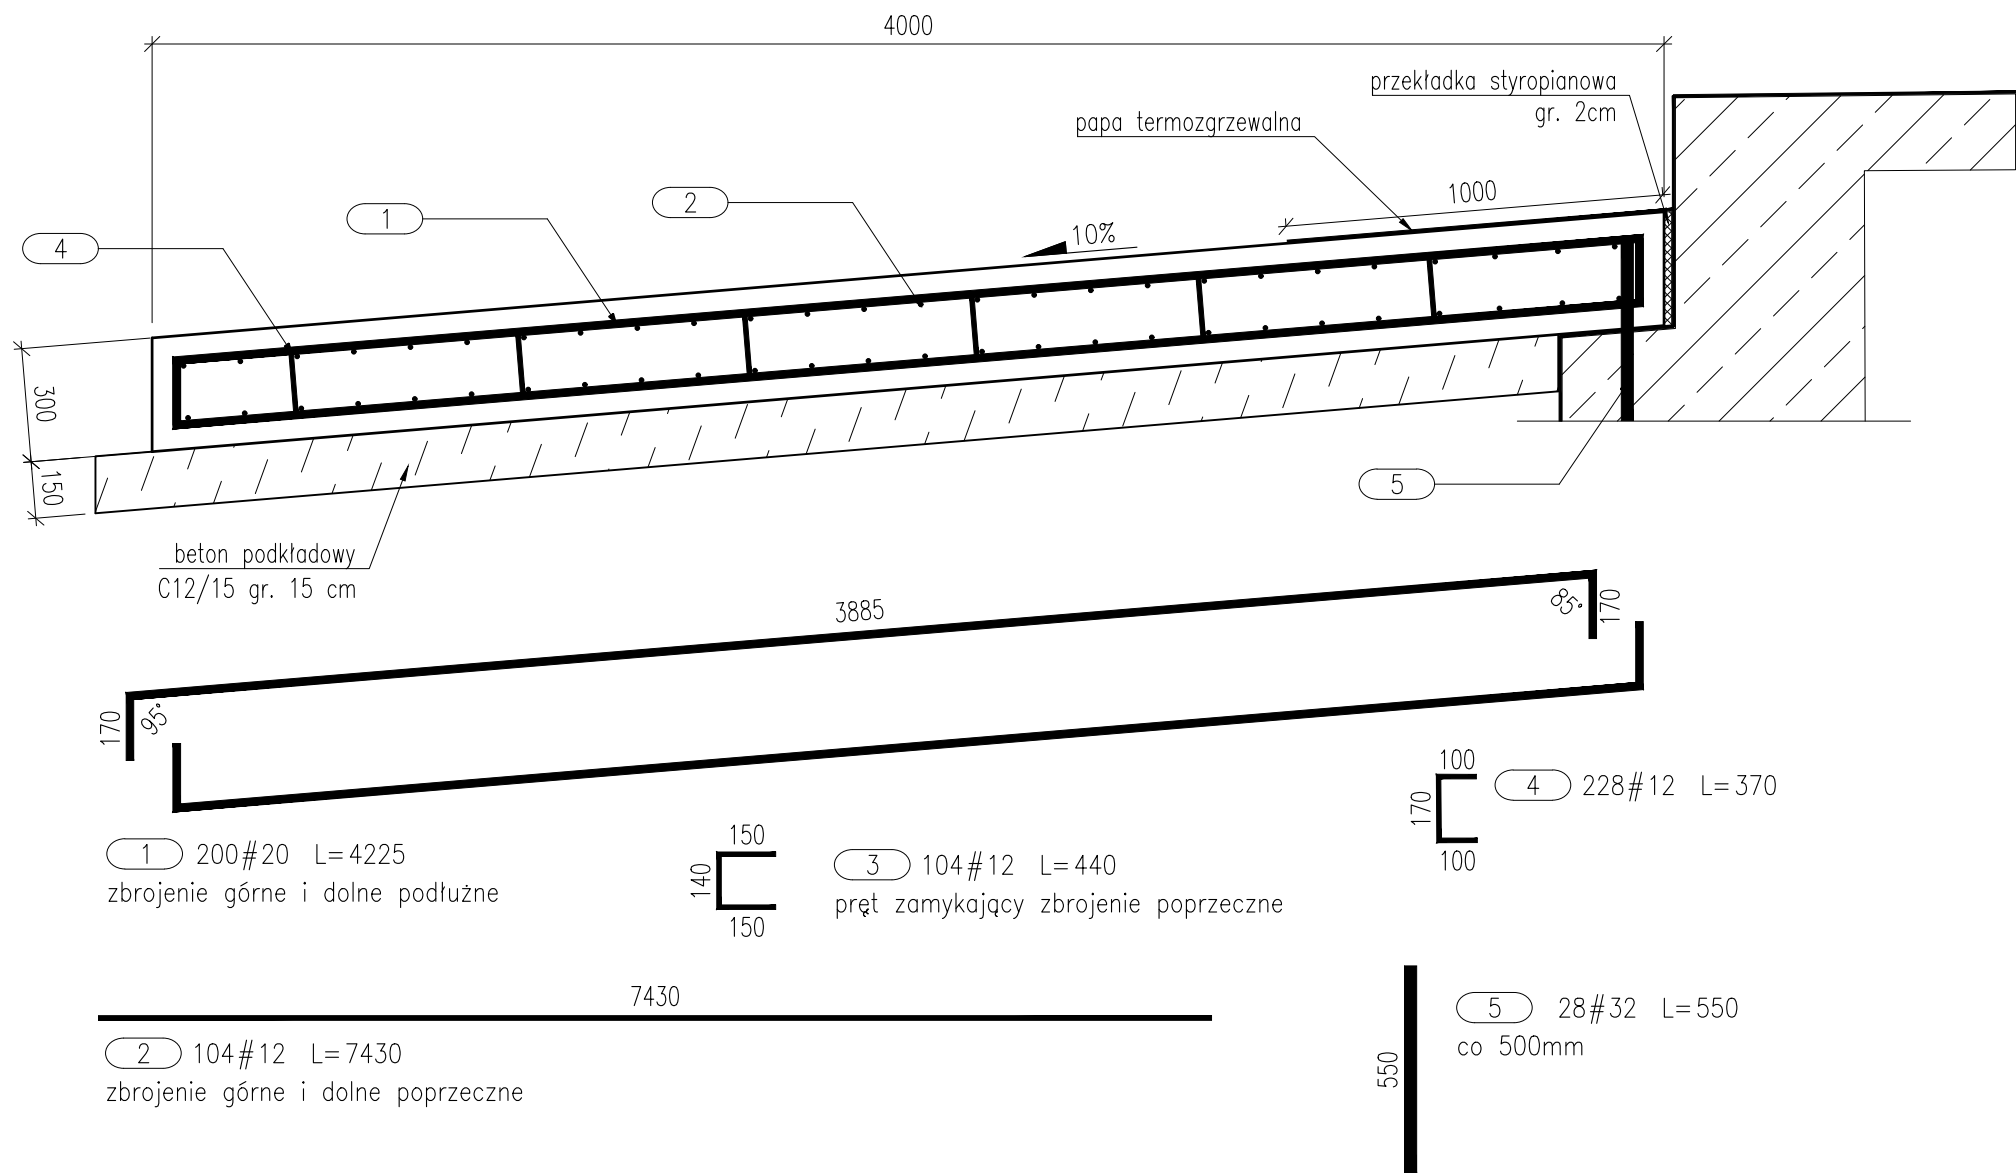 4000
przekładka styropianowa
gr. 2cm
papa termozgrzewalna
1000
2
1
4
10%
300
150
5
beton podkładowy
C12/15 gr. 15 cm
3885
85°
170
170
95°
100
170
4 228#12 L=370
100
1 200#20 L=4225
zbrojenie górne i dolne podłużne
150
140
150
3 104#12 L=440
pręt zamykający zbrojenie poprzeczne
7430
2 104#12 L=7430
zbrojenie górne i dolne poprzeczne
550
5 28#32 L=550
co 500mm